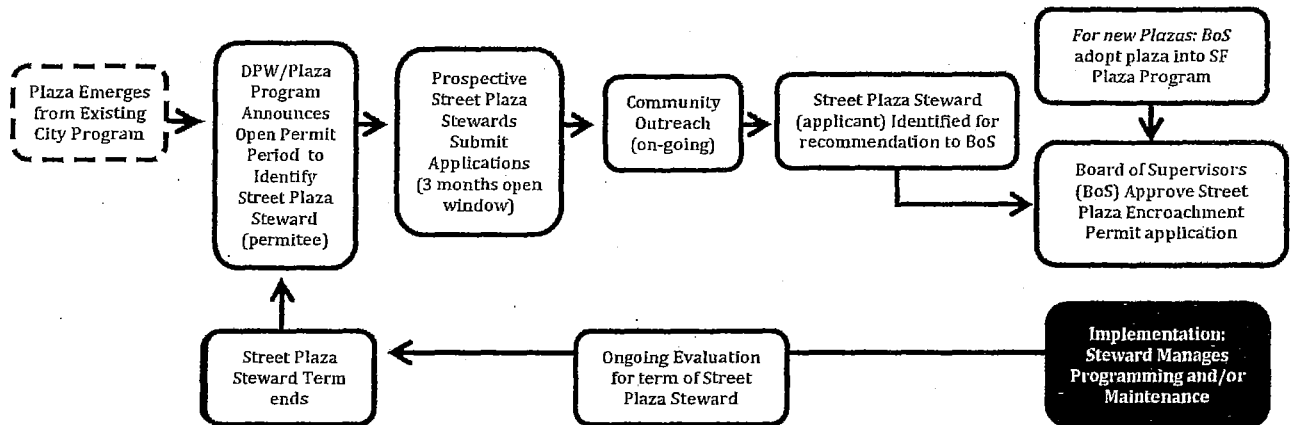 Plaza Emerges
from Existing
City Program
DPW/Plaza
Program
Announces
Open Permit
Period to
Identify
Street Plaza
Steward
(permitee)
Prospective
Street Plaza
Stewards
Submit
Applications
(3 months open
window)
Community
Outreach
(on-going)
Street Plaza Steward
(applicant) Identified for
recommendation to BoS
For new Plazas: BoS
adopt plaza into SF
Plaza Program
Board of Supervisors
(BoS) Approve Street
Plaza Encroachment
Permit application
Implementation:
Steward Manages
Programming and/or
Maintenance
Ongoing Evaluation
for term of Street
Plaza Steward
Street Plaza
Steward Term
ends